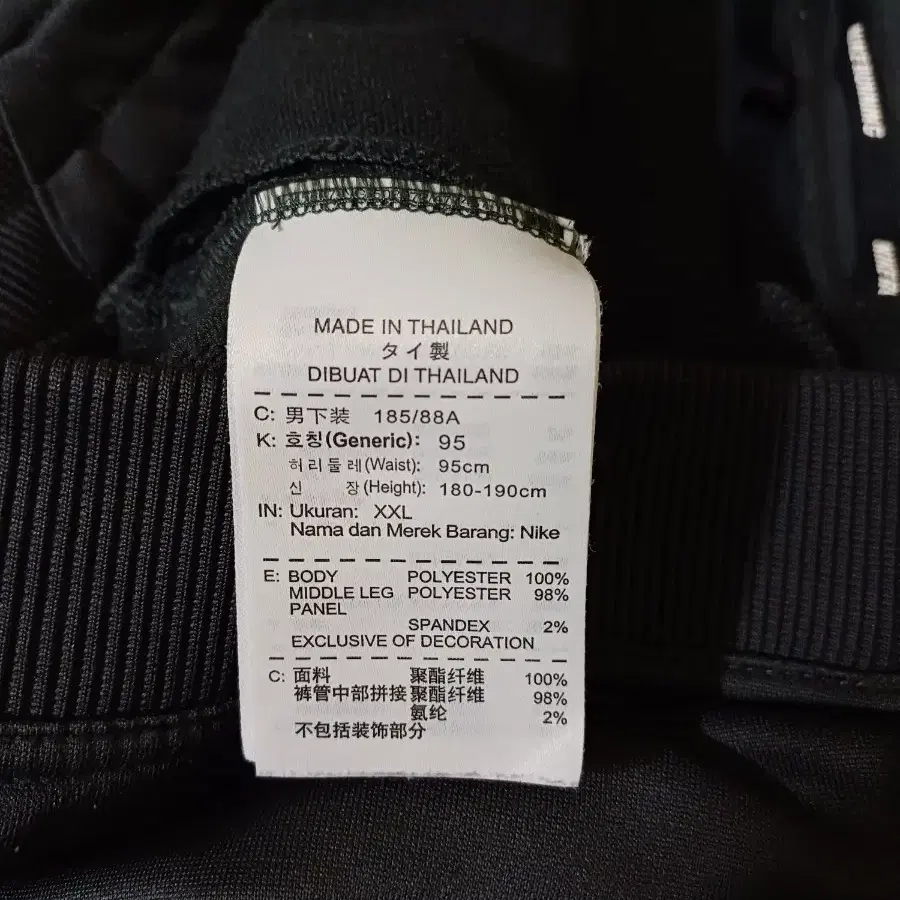 MADE IN THAILAND
タイ製
DIBUAT DI THAILAND
C: 男下装 185/88A
K: 호칭(Generic): 95
허리둘레(Waist): 95cm
신 장(Height): 180-190cm
IN: Ukuran: XXL
Nama dan Merek Barang: Nike
E: BODY POLYESTER 100%
MIDDLE LEG POLYESTER 98%
PANEL
SPANDEX 2%
EXCLUSIVE OF DECORATION
C: 面料 聚酯纤维 100%
裤管中部拼接 聚酯纤维 98%
氨纶 2%
不包括装饰部分